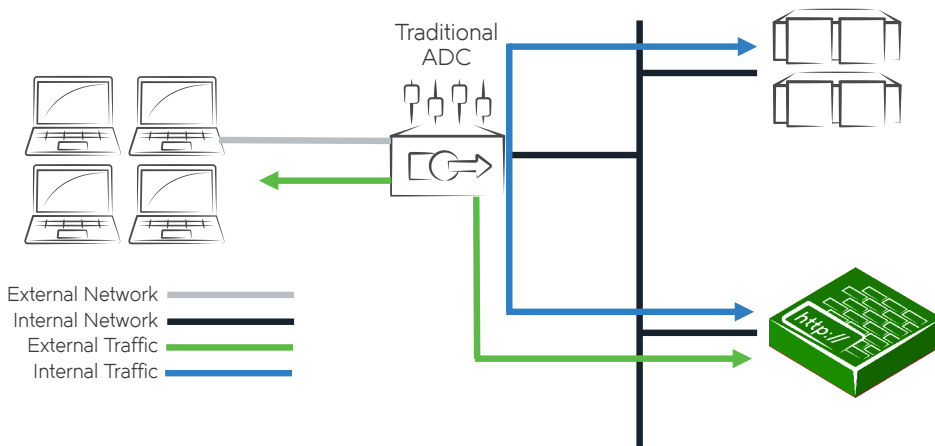 Traditional
ADC
External Network
Internal Network
External Traffic
Internal Traffic
http://